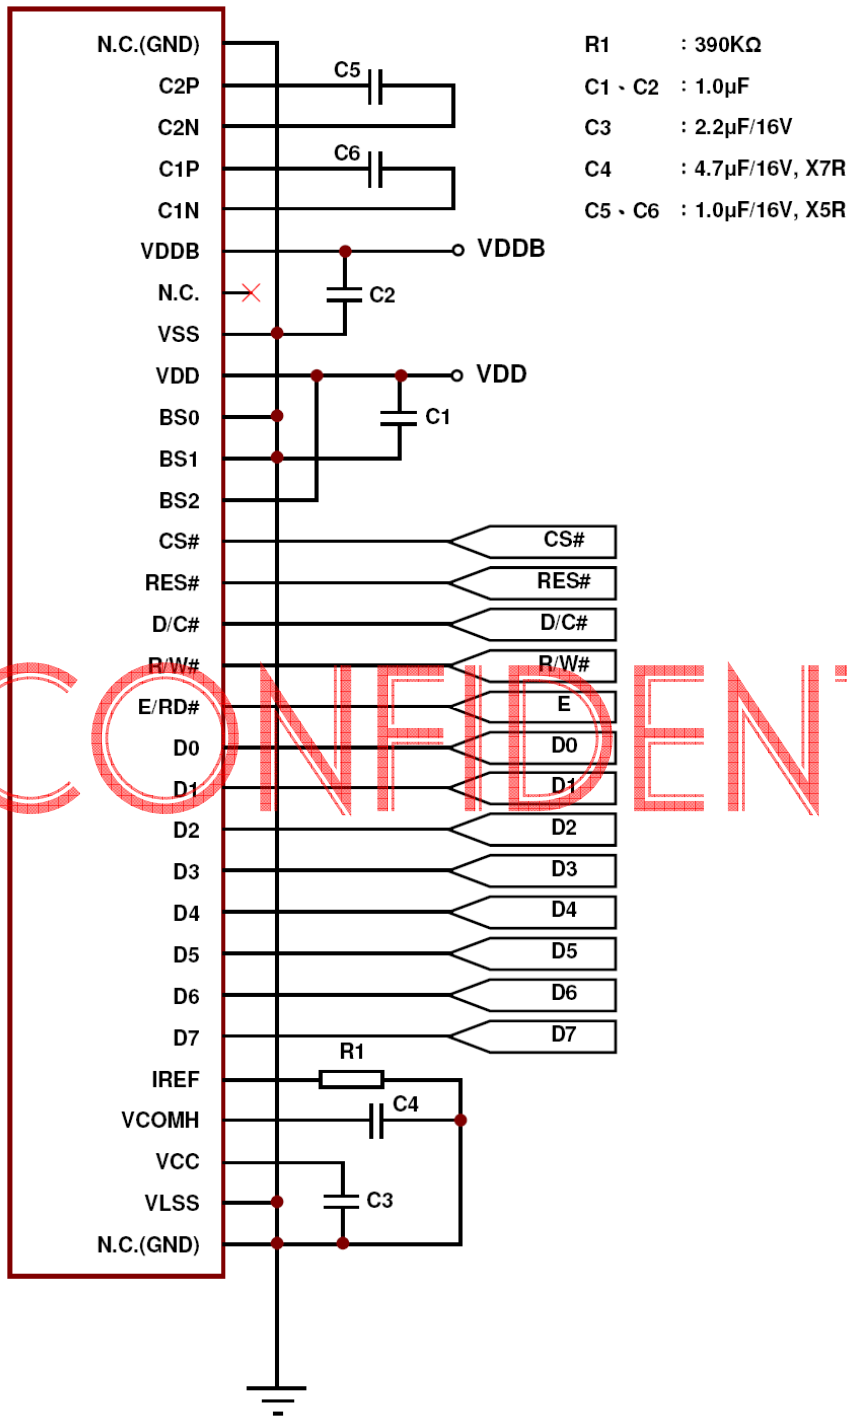 N.C.(GND)
C2P
C2N
C1P
C1N
VDDB
N.C.
VSS
VDD
BS0
BS1
BS2
CS#
RES#
D/C#
R/W#
E/RD#
D0
D1
D2
D3
D4
D5
D6
D7
IREF
VCOMH
VCC
VLSS
N.C.(GND)
C5
C6
VDDB
C2
VDD
C1
CS#
RES#
D/C#
R/W#
E
D0
D1
D2
D3
D4
D5
D6
D7
R1
C4
C3
R1 : 390KΩ
C1、C2 : 1.0µF
C3 : 2.2µF/16V
C4 : 4.7µF/16V, X7R
C5、C6 : 1.0µF/16V, X5R
CONFIDENT